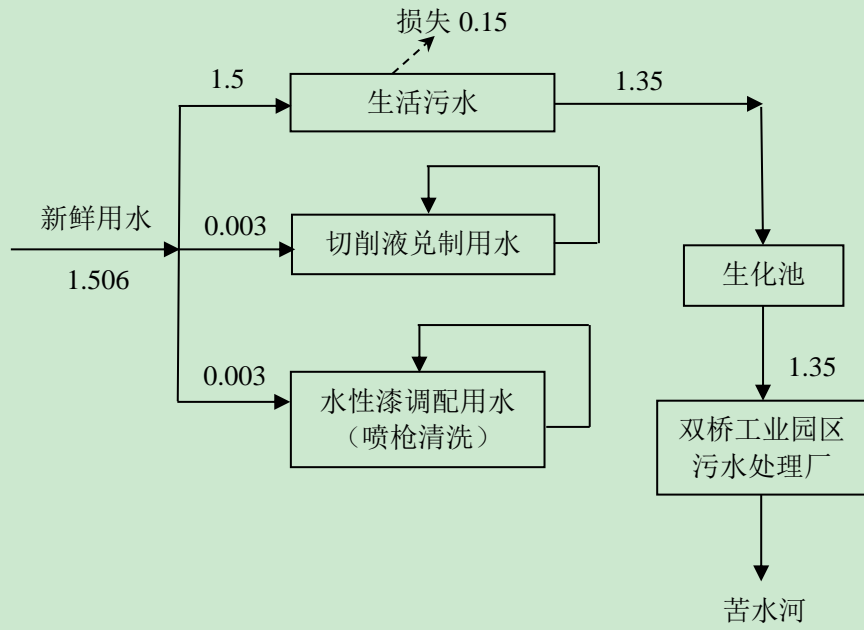 损失 0.15
1.5
生活污水
1.35
新鲜用水
1.506
0.003
切削液兑制用水
生化池
1.35
0.003
水性漆调配用水
（喷枪清洗）
双桥工业园区
污水处理厂
苦水河